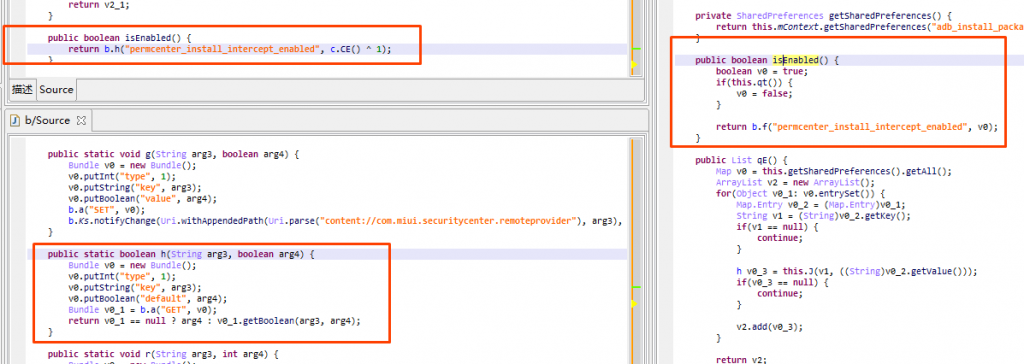 return v2_1;
}
public boolean isEnabled() {
return b.h("permcenter_install_intercept_enabled", c.CE() ^ 1);
}
描述 Source
b/Source
public static void g(String arg3, boolean arg4) {
Bundle v0 = new Bundle();
v0.putInt("type", 1);
v0.putString("key", arg3);
v0.putBoolean("value", arg4);
b.a("SET", v0);
b.Ks.notifyChange(Uri.withAppendedPath(Uri.parse("content://com.miui.securitycenter.remoteprovider"), arg3),
}
public static boolean h(String arg3, boolean arg4) {
Bundle v0 = new Bundle();
v0.putInt("type", 1);
v0.putString("key", arg3);
v0.putBoolean("default", arg4);
Bundle v0_1 = b.a("GET", v0);
return v0_1 == null ? arg4 : v0_1.getBoolean(arg3, arg4);
}
public static void r(String arg3, int arg4) {
private SharedPreferences getSharedPreferences() {
return this.mContext.getSharedPreferences("adb_install_packa
}
public boolean isEnabled() {
boolean v0 = true;
if(this.qt()) {
v0 = false;
}
return b.f("permcenter_install_intercept_enabled", v0);
}
public List qE() {
Map v0 = this.getSharedPreferences().getAll();
ArrayList v2 = new ArrayList();
for(Object v0_1: v0.entrySet()) {
Map.Entry v0_2 = (Map.Entry)v0_1;
String v1 = (String)v0_2.getKey();
if(v1 == null) {
continue;
}
h v0_3 = this.J(v1, ((String)v0_2.getValue()));
if(v0_3 == null) {
continue;
}
v2.add(v0_3);
}
return v2;